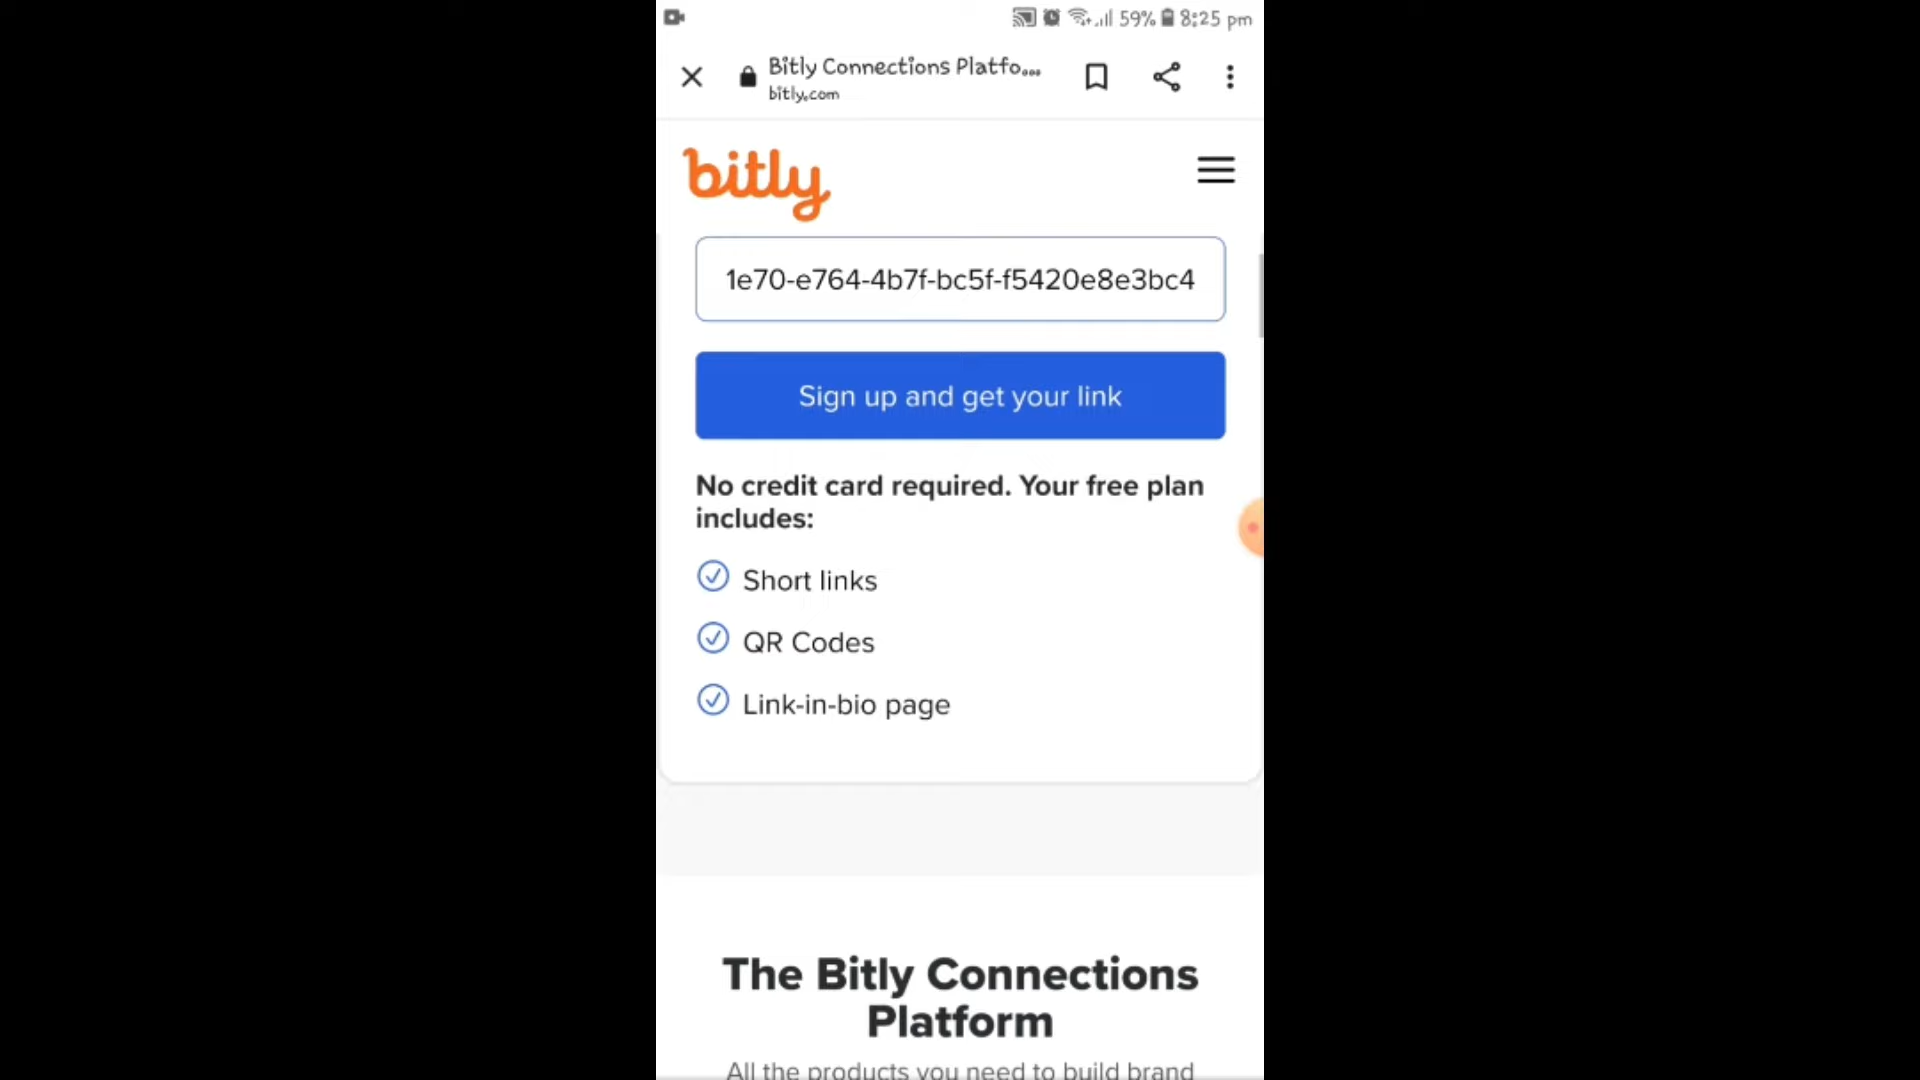 59% 8:25 pm
Bitly Connections Platfo...
bitly.com
bitly
1e70-e764-4b7f-bc5f-f5420e8e3bc4
Sign up and get your link
No credit card required. Your free plan
includes:
Short links
QR Codes
Link-in-bio page
The Bitly Connections
Platform
All the products you need to build brand